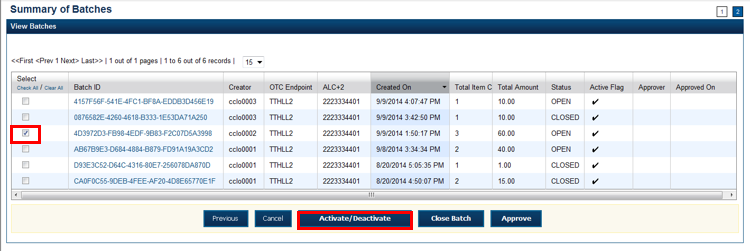 Summary of Batches
1 2
View Batches
<<First <Prev 1 Next> Last>> | 1 out of 1 pages | 1 to 6 out of 6 records | 15
Select Check All / Clear All Batch ID Creator OTC Endpoint ALC+2 Created On Total Item C Total Amount Status Active Flag Approver Approved On
4157F56F-541E-4FC1-BF8A-EDDB3D456E19 cclo0003 TTHLL2 2223334401 9/9/2014 4:07:47 PM 1 10.00 OPEN ✔
0876582E-4260-4618-B333-1E53DA71A250 cclo0003 TTHLL2 2223334401 9/9/2014 3:42:50 PM 1 10.00 CLOSED ✔
4D3972D3-FB98-4EDF-9B83-F2C07D5A3998 cclo0002 TTHLL2 2223334401 9/9/2014 1:50:17 PM 3 60.00 OPEN ✔
AB67B9E3-D684-4884-B879-FD91A19A3CD2 cclo0001 TTHLL2 2223334401 9/8/2014 3:34:34 PM 2 40.00 OPEN ✔
D93E3C52-D64C-4316-80E7-256078DA870D cclo0001 TTHLL2 2223334401 8/20/2014 5:05:35 PM 1 1.00 CLOSED ✔
CA0F0C55-9DEB-4FEE-AF20-4D8E65770E1F cclo0001 TTHLL2 2223334401 8/20/2014 4:50:07 PM 2 15.00 CLOSED ✔
Previous Cancel Activate/Deactivate Close Batch Approve